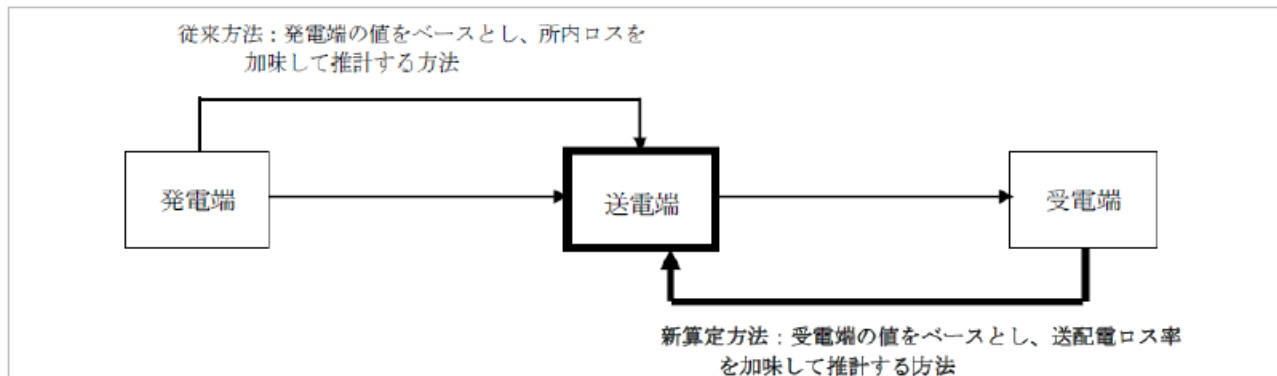 従来方法：発電端の値をベースとし、所内ロスを
加味して推計する方法
発電端
送電端
受電端
新算定方法：受電端の値をベースとし、送配電ロス率
を加味して推計する方法